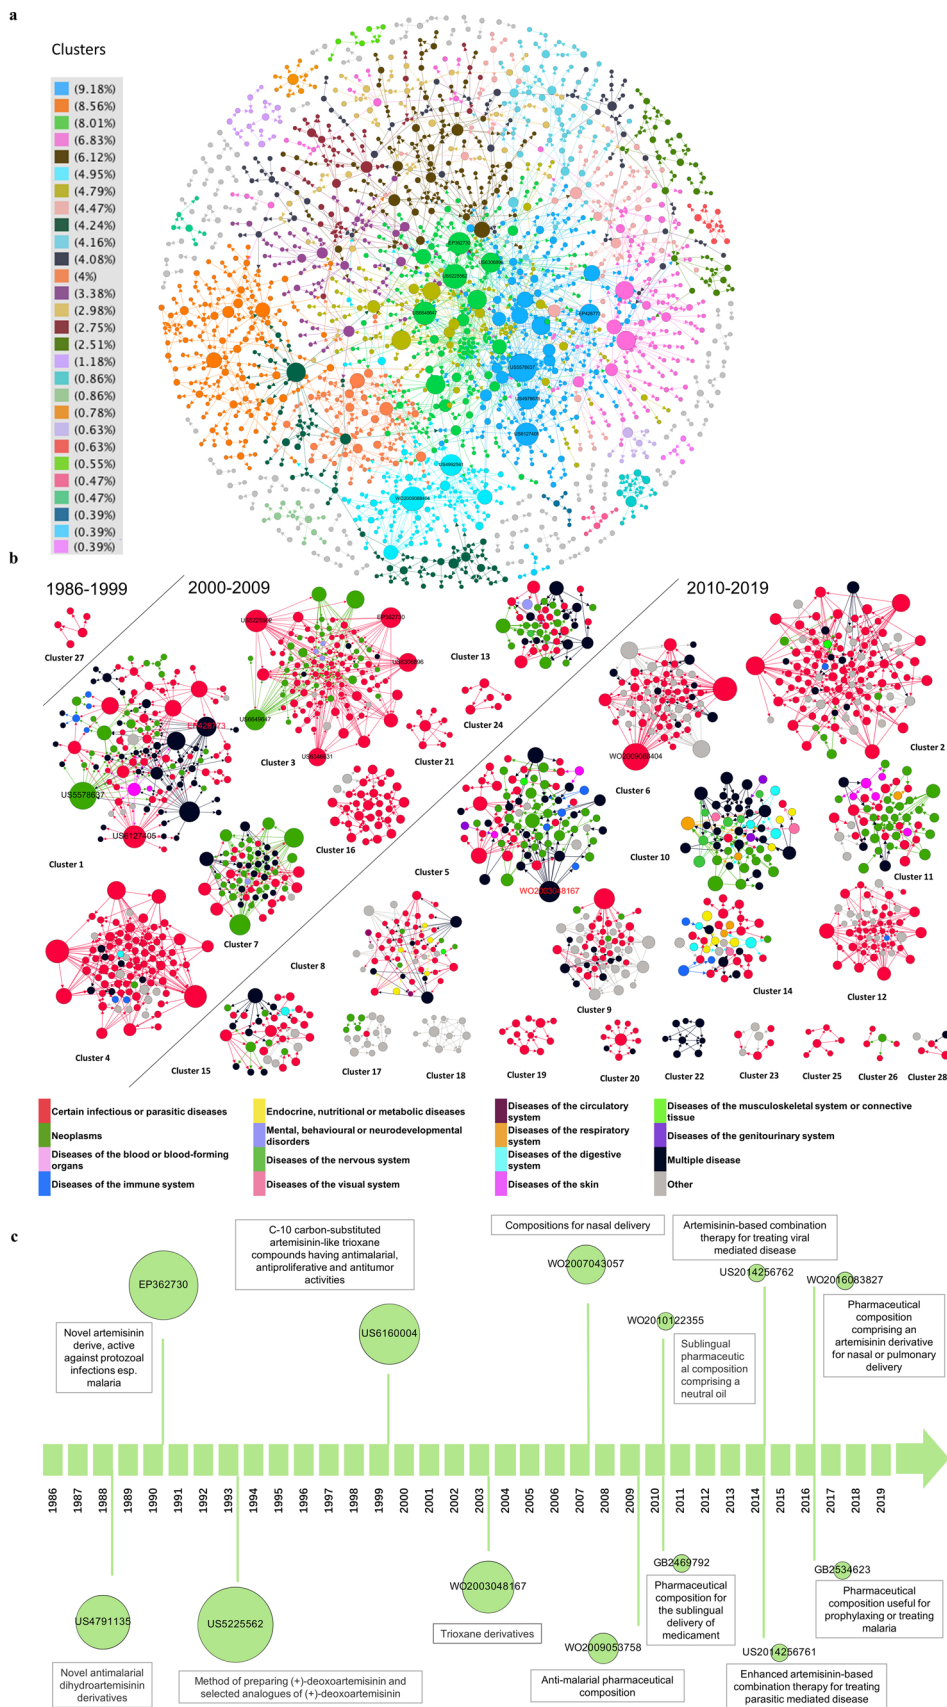 a
Clusters
(9.18%)
(8.56%)
(8.01%)
(6.83%)
(6.12%)
(4.95%)
(4.79%)
(4.47%)
(4.24%)
(4.16%)
(4.08%)
(4%)
(3.38%)
(2.98%)
(2.75%)
(2.51%)
(1.18%)
(0.86%)
(0.86%)
(0.78%)
(0.63%)
(0.63%)
(0.55%)
(0.47%)
(0.47%)
(0.39%)
(0.39%)
(0.39%)
EP362730
US5225562
US6649647
US5578637
US4978676
US6127405
b
1986-1999
2000-2009
2010-2019
Cluster 27
Cluster 13
Cluster 24
Cluster 2
EP362730
Cluster 3
Cluster 21
US6649647
WO2009088404
Cluster 6
EP428773
US5578637
US6127405
Cluster 16
Cluster 1
Cluster 5
Cluster 10
Cluster 11
WO2003048167
Cluster 7
Cluster 8
Cluster 14
Cluster 12
Cluster 9
Cluster 4
Cluster 15
Cluster 17
Cluster 18
Cluster 19
Cluster 20
Cluster 22
Cluster 23
Cluster 25
Cluster 26
Cluster 28
Certain infectious or parasitic diseases
Neoplasms
Diseases of the blood or blood-forming
organs
Diseases of the immune system
Endocrine, nutritional or metabolic diseases
Mental, behavioural or neurodevelopmental
disorders
Diseases of the nervous system
Diseases of the visual system
Diseases of the circulatory
system
Diseases of the respiratory
system
Diseases of the digestive
system
Diseases of the skin
Diseases of the musculoskeletal system or connective
tissue
Diseases of the genitourinary system
Multiple disease
Other
c
EP362730
Novel artemisinin
derive, active
against protozoal
infections esp.
malaria
C-10 carbon-substituted
artemisinin-like trioxane
compounds having antimalarial,
antiproliferative and antitumor
activities
US6160004
Compositions for nasal delivery
WO2007043057
WO2010122355
Sublingual
pharmaceutic
al composition
comprising a
neutral oil
Artemisinin-based combination
therapy for treating viral
mediated disease
US2014256762
WO2016083827
Pharmaceutical
composition
comprising an
artemisinin derivative
for nasal or pulmonary
delivery
1986
1987
1988
1989
1990
1991
1992
1993
1994
1995
1996
1997
1998
1999
2000
2001
2002
2003
2004
2005
2006
2007
2008
2009
2010
2011
2012
2013
2014
2015
2016
2017
2018
2019
US4791135
Novel antimalarial
dihydroartemisinin
derivatives
US5225562
Method of preparing (+)-deoxoartemisinin and
selected analogues of (+)-deoxoartemisinin
WO2003048167
Trioxane derivatives
WO2009053758
Anti-malarial pharmaceutical
composition
GB2469792
Pharmaceutical
composition for
the sublingual
delivery of
medicament
US2014256761
Enhanced artemisinin-based
combination therapy for treating
parasitic mediated disease
GB2534623
Pharmaceutical
composition useful for
prophylaxing or treating
malaria